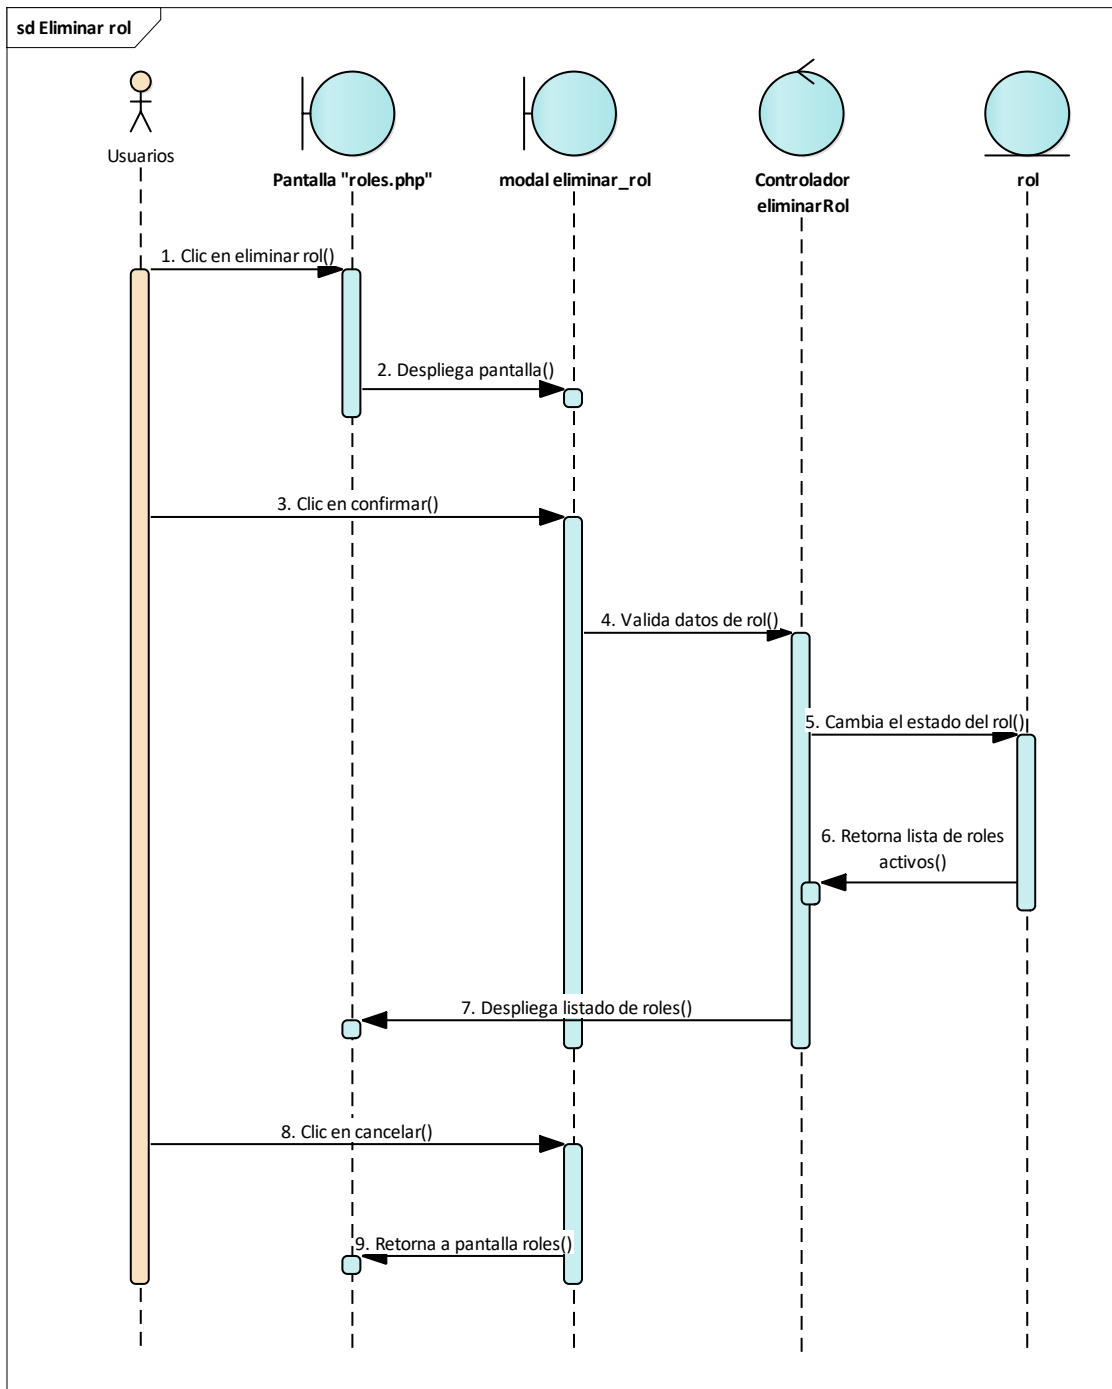 sd Eliminar rol
Usuarios
Pantalla "roles.php"
modal eliminar_rol
Controlador
eliminarRol
rol
1. Clic en eliminar rol()
2. Despliega pantalla()
3. Clic en confirmar()
4. Valida datos de rol()
5. Cambia el estado del rol()
6. Retorna lista de roles
activos()
7. Despliega listado de roles()
8. Clic en cancelar()
9. Retorna a pantalla roles()